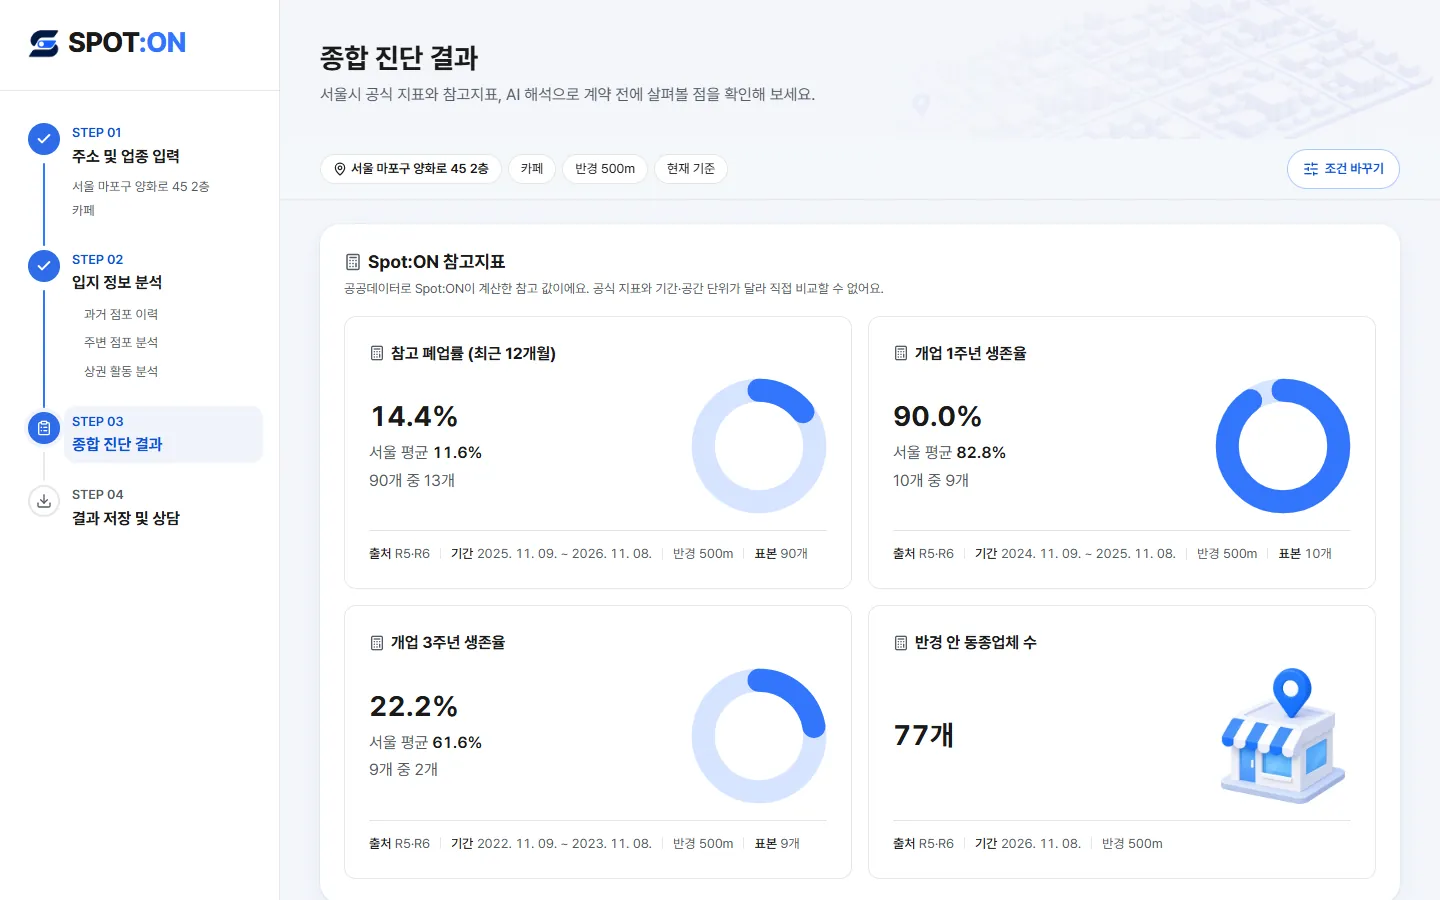 SPOT:ON
STEP 01
주소 및 업종 입력
서울 마포구 양화로 45 2층
카페
STEP 02
입지 정보 분석
과거 점포 이력
주변 점포 분석
상권 활동 분석
STEP 03
종합 진단 결과
STEP 04
결과 저장 및 상담
종합 진단 결과
서울시 공식 지표와 참고지표, AI 해석으로 계약 전에 살펴볼 점을 확인해 보세요.
서울 마포구 양화로 45 2층 카페 반경 500m 현재 기준 조건 바꾸기
Spot:ON 참고지표
공공데이터로 Spot:ON이 계산한 참고 값이에요. 공식 지표와 기간·공간 단위가 달라 직접 비교할 수 없어요.
참고 폐업률 (최근 12개월)
14.4%
서울 평균 11.6%
90개 중 13개
출처 R5·R6 기간 2025. 11. 09. ~ 2026. 11. 08. 반경 500m 표본 90개
개업 1주년 생존율
90.0%
서울 평균 82.8%
10개 중 9개
출처 R5·R6 기간 2024. 11. 09. ~ 2025. 11. 08. 반경 500m 표본 10개
개업 3주년 생존율
22.2%
서울 평균 61.6%
9개 중 2개
출처 R5·R6 기간 2022. 11. 09. ~ 2023. 11. 08. 반경 500m 표본 9개
반경 안 동종업체 수
77개
출처 R5·R6 기간 2026. 11. 08. 반경 500m